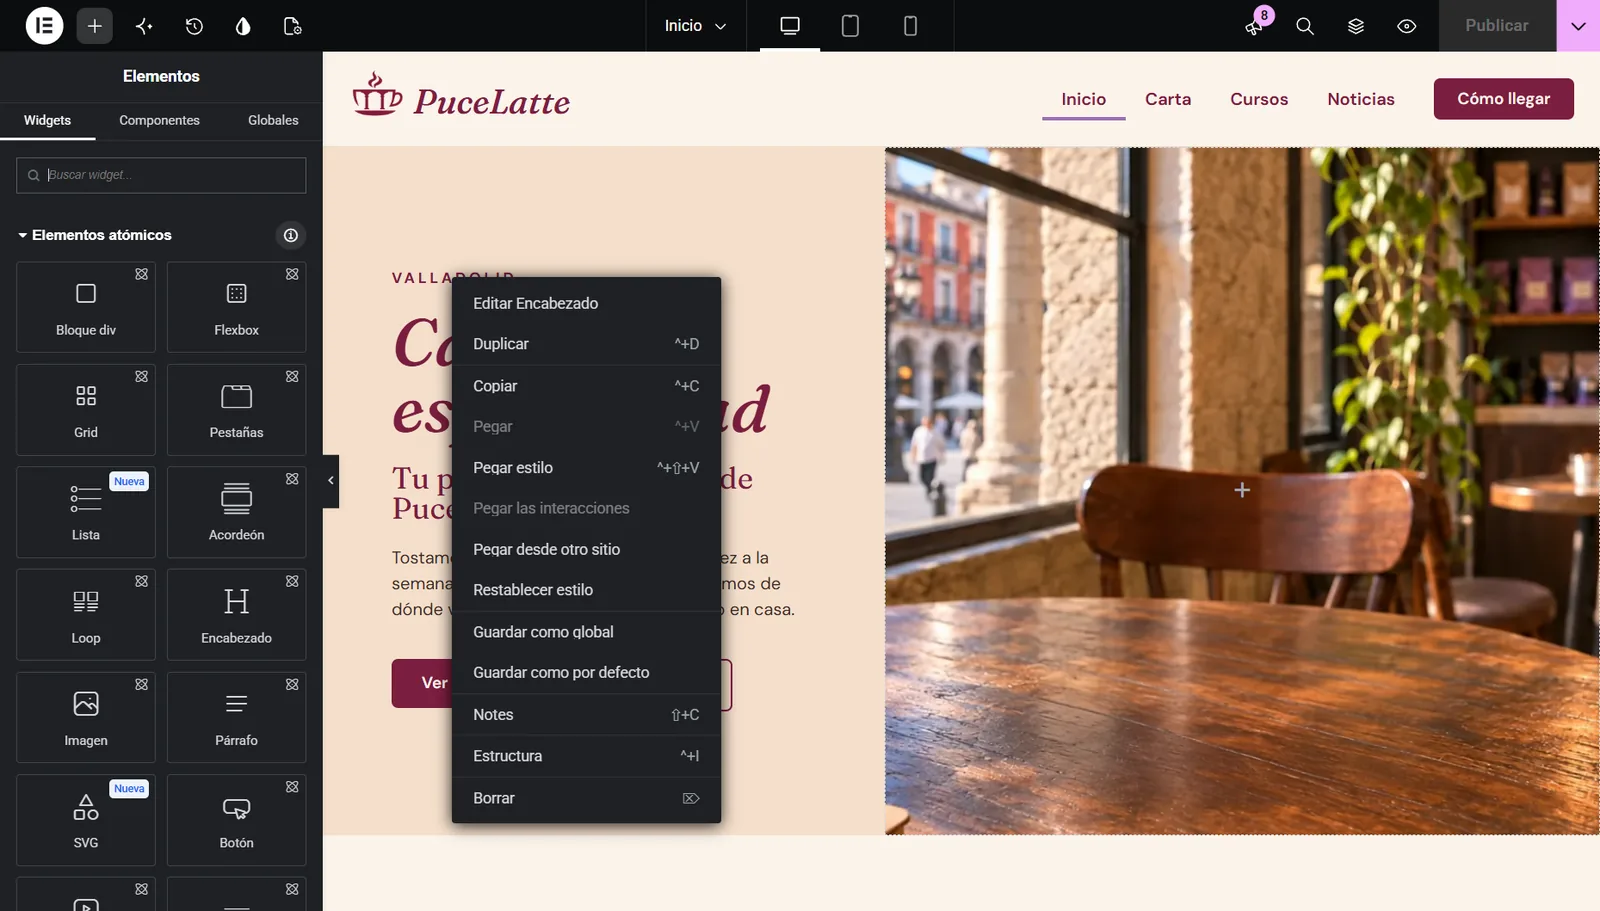 Inicio
8
Publicar
Elementos
Widgets
Componentes
Globales
Buscar widget...
Elementos atómicos
Bloque div
Flexbox
Grid
Pestañas
Nueva
Lista
Acordeón
Loop
Encabezado
Imagen
Párrafo
Nueva
SVG
Botón
PuceLatte
Inicio
Carta
Cursos
Noticias
Cómo llegar
VALLADOLID
Tu p
de
Puce
Tostam
ez a la
semana
mos de
dónde
en casa.
Ver
Editar Encabezado
Duplicar ^+D
Copiar ^+C
Pegar ^+V
Pegar estilo ^+⇧+V
Pegar las interacciones
Pegar desde otro sitio
Restablecer estilo
Guardar como global
Guardar como por defecto
Notes ⇧+C
Estructura ^+I
Borrar ⌦